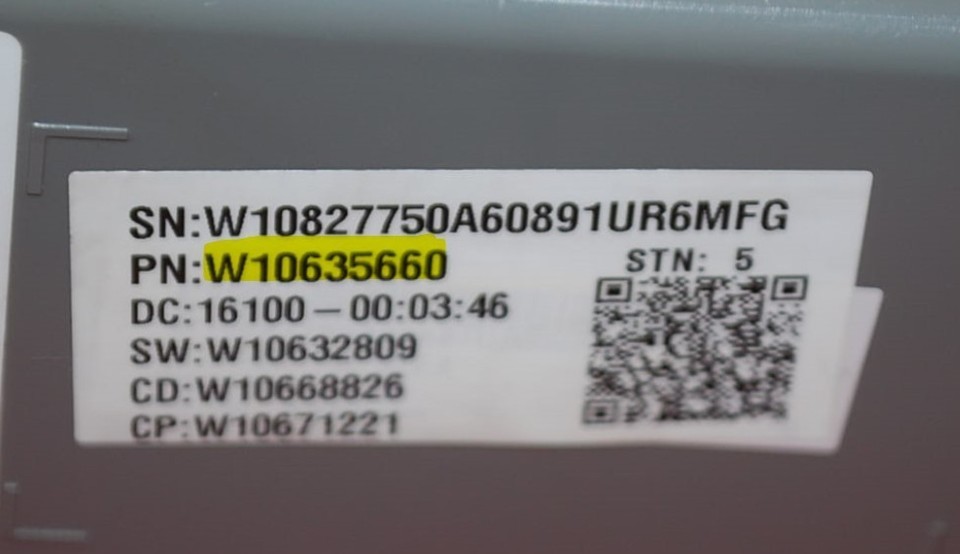 SN:W10827750A60891UR6MFG
PN:W10635660
STN: 5
DC:16100 – 00:03:46
SW:W10632809
CD:W10668826
CP:W10671221